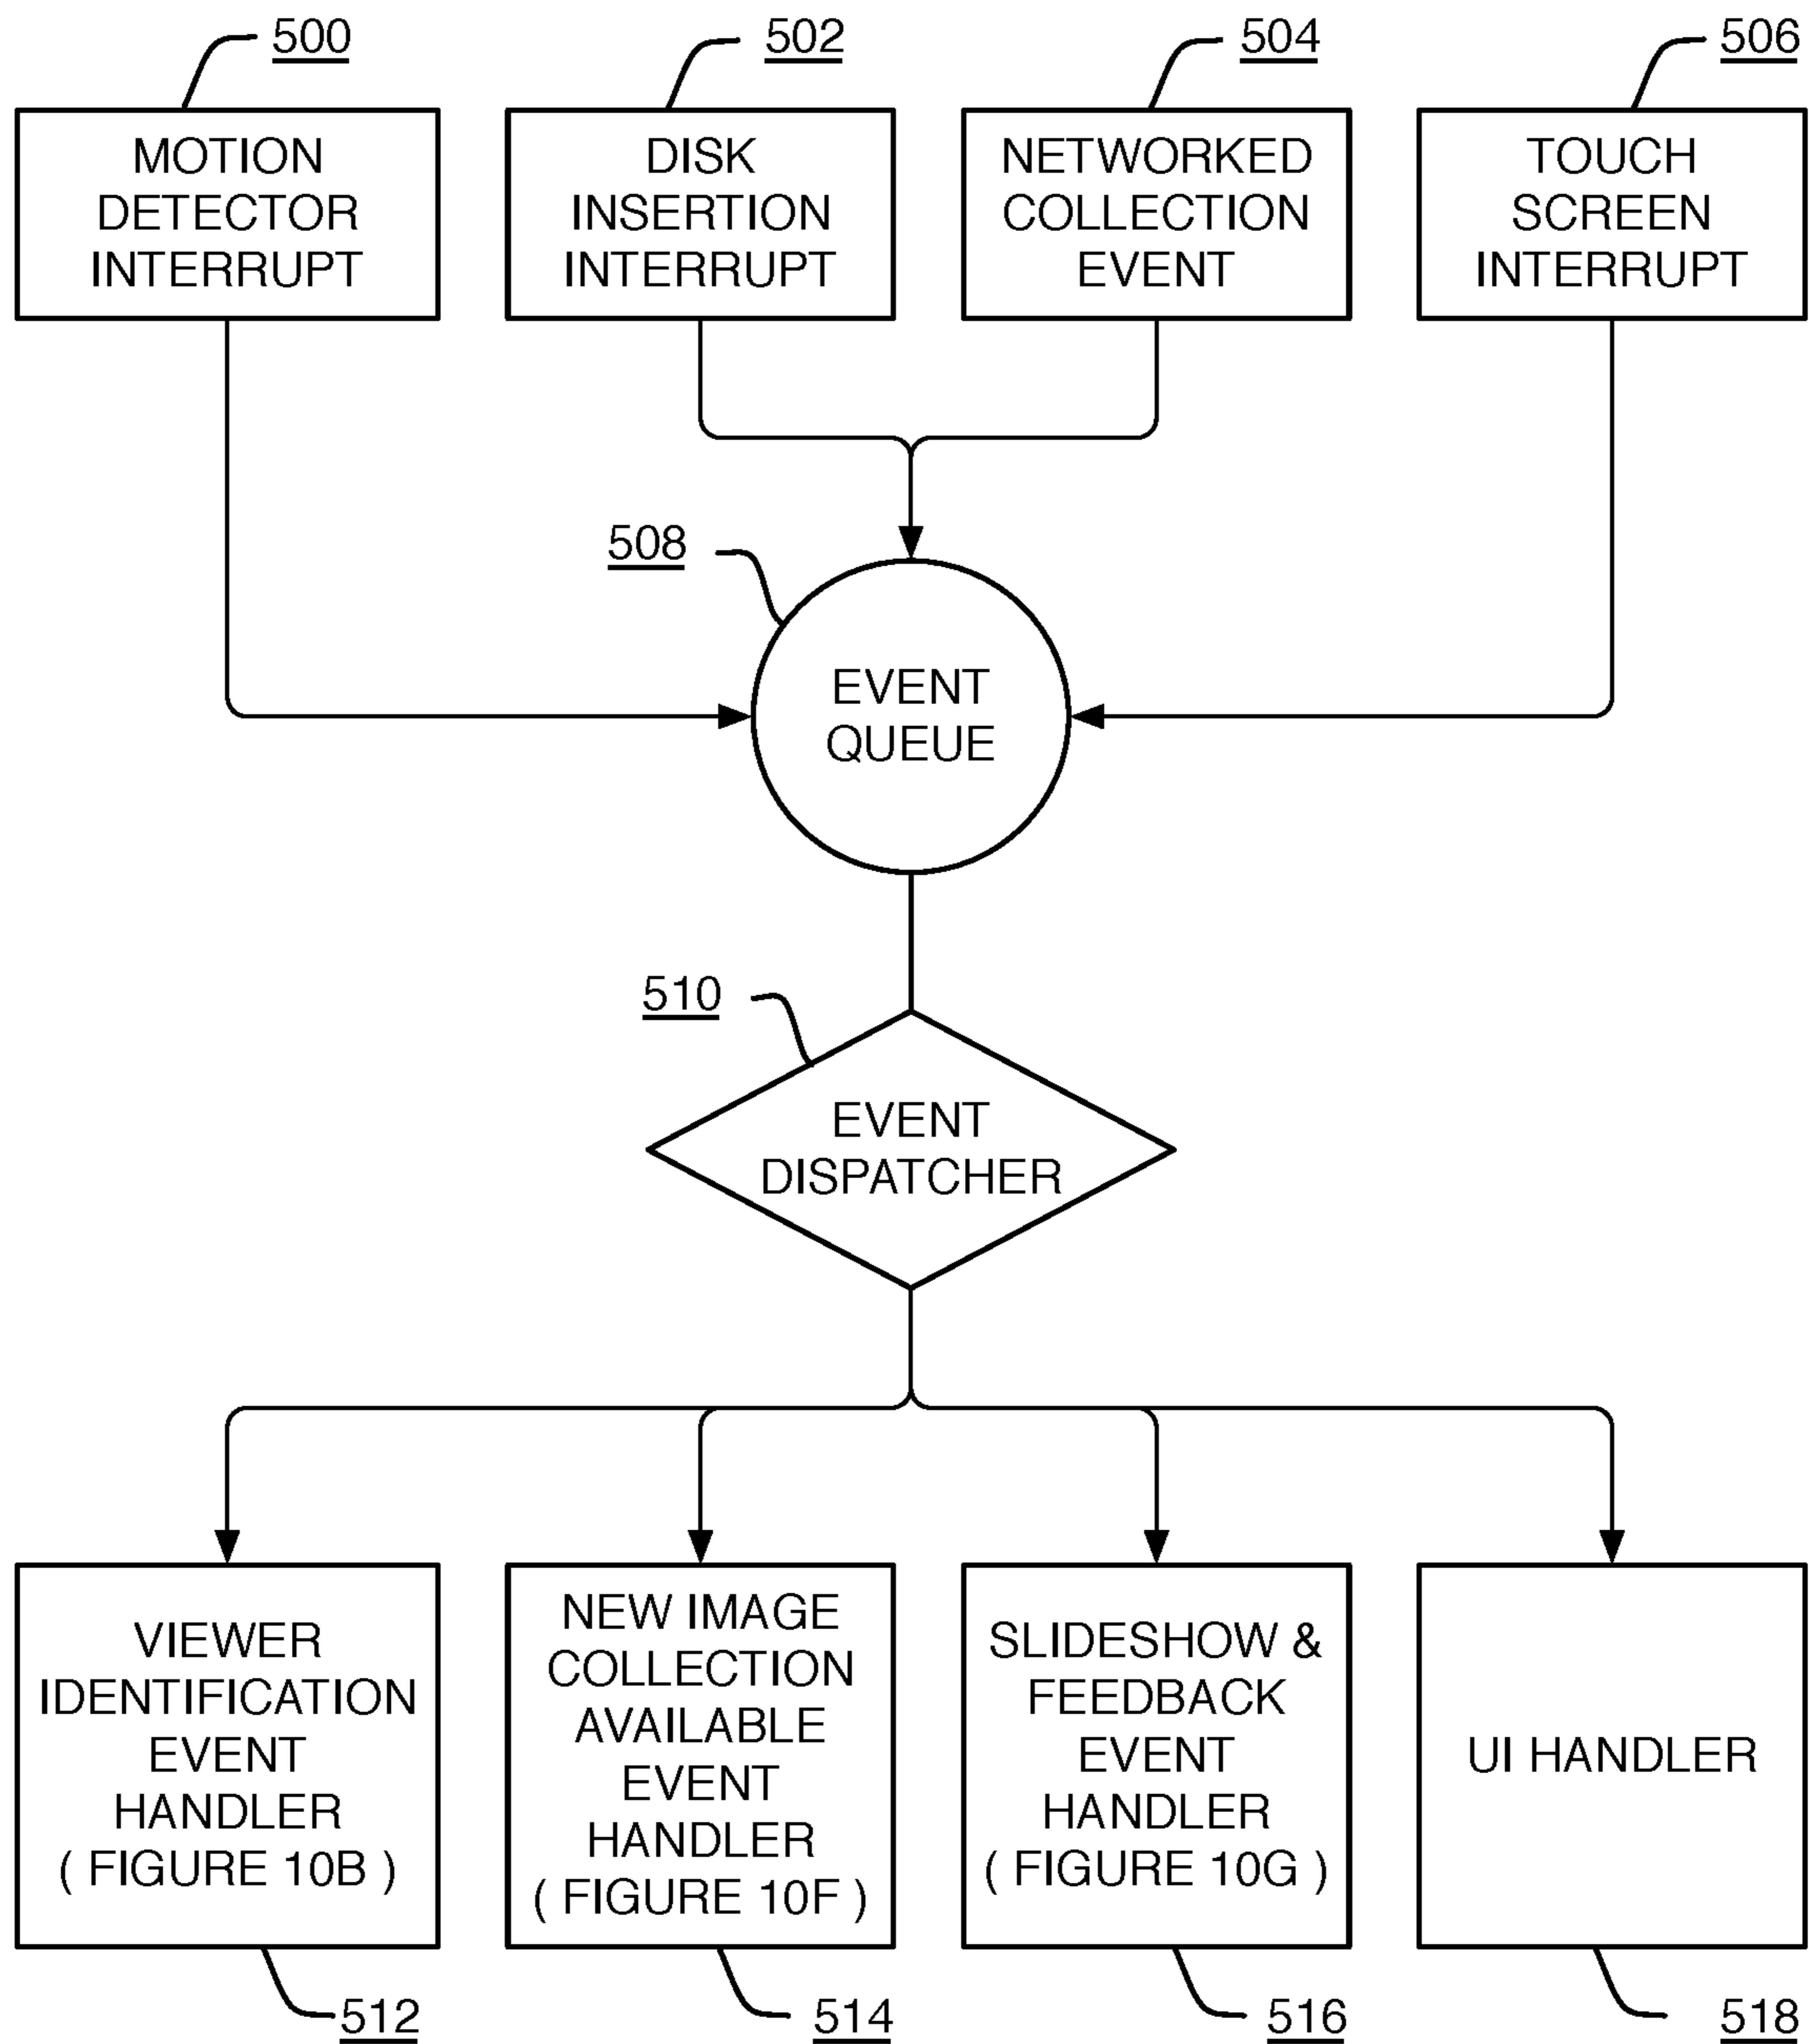 500
502
504
506
MOTION
DETECTOR
INTERRUPT
DISK
INSERTION
INTERRUPT
NETWORKED
COLLECTION
EVENT
TOUCH
SCREEN
INTERRUPT
508
EVENT
QUEUE
510
EVENT
DISPATCHER
VIEWER
IDENTIFICATION
EVENT
HANDLER
( FIGURE 10B )
NEW IMAGE
COLLECTION
AVAILABLE
EVENT
HANDLER
( FIGURE 10F )
SLIDESHOW &
FEEDBACK
EVENT
HANDLER
( FIGURE 10G )
UI HANDLER
512
514
516
518